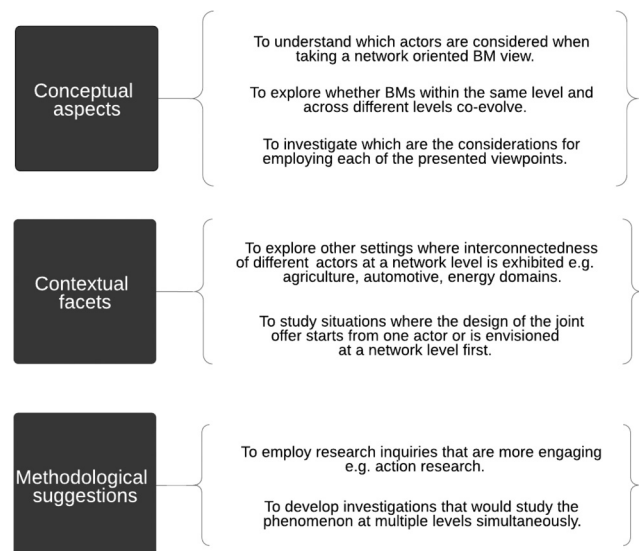 Conceptual
aspects
To understand which actors are considered when
taking a network oriented BM view.
To explore whether BMs within the same level and
across different levels co-evolve.
To investigate which are the considerations for
employing each of the presented viewpoints.
Contextual
facets
To explore other settings where interconnectedness
of different actors at a network level is exhibited e.g.
agriculture, automotive, energy domains.
To study situations where the design of the joint
offer starts from one actor or is envisioned
at a network level first.
Methodological
suggestions
To employ research inquiries that are more engaging
e.g. action research.
To develop investigations that would study the
phenomenon at multiple levels simultaneously.